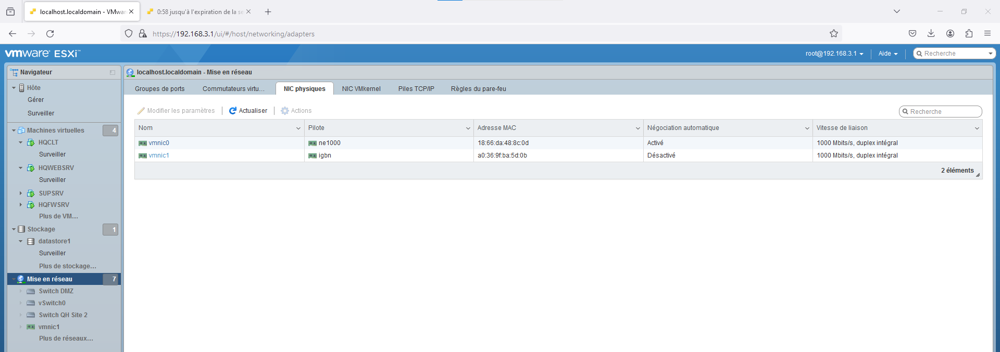 localhost.localdomain - VMwar
0:58 jusqu'à l'expiration de la se
https://192.168.3.1/ui/#/host/networking/adapters
vmware ESXi™
root@192.168.3.1
Aide
Recherche
Navigateur
Hôte
Gérer
Surveiller
Machines virtuelles
4
HQCLT
Surveiller
HQWEBSRV
Surveiller
SUPSRV
HQFWSRV
Plus de VM...
Stockage
1
datastore1
Surveiller
Plus de stockage...
Mise en réseau
7
Switch DMZ
vSwitch0
Switch QH Site 2
vmnic1
Plus de réseaux...
localhost.localdomain - Mise en réseau
Groupes de ports
Commutateurs virtu...
NIC physiques
NIC VMkernel
Piles TCP/IP
Règles du pare-feu
Modifier les paramètres
Actualiser
Actions
Recherche
Nom
Pilote
Adresse MAC
Négociation automatique
Vitesse de liaison
vmnic0
ne1000
18:66:da:48:8c:0d
Activé
1000 Mbits/s, duplex intégral
vmnic1
igbn
a0:36:9f:ba:5d:0b
Désactivé
1000 Mbits/s, duplex intégral
2 éléments